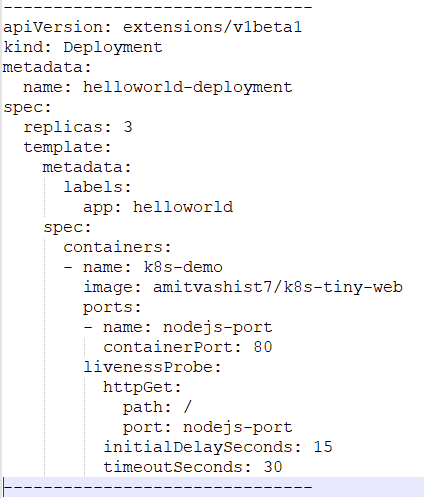 -------------------------------
apiVersion: extensions/v1beta1
kind: Deployment
metadata:
  name: helloworld-deployment
spec:
  replicas: 3
  template:
    metadata:
      labels:
        app: helloworld
    spec:
      containers:
      - name: k8s-demo
        image: amitvashist7/k8s-tiny-web
        ports:
        - name: nodejs-port
          containerPort: 80
        livenessProbe:
          httpGet:
            path: /
            port: nodejs-port
          initialDelaySeconds: 15
          timeoutSeconds: 30
-------------------------------